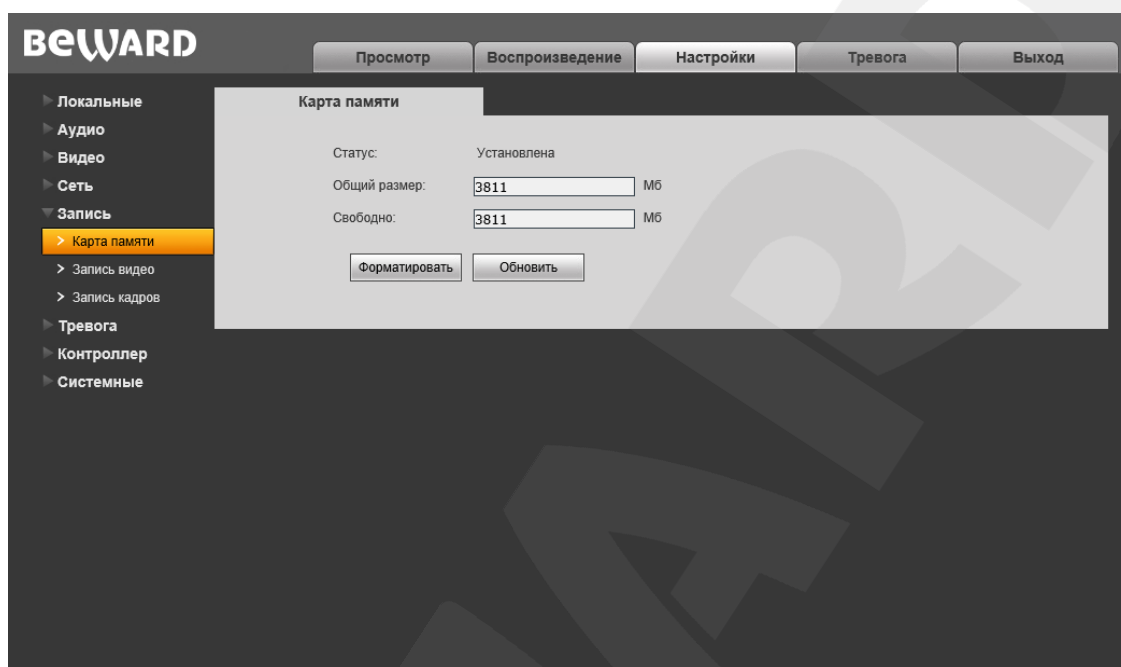 BEWARD
Просмотр Воспроизведение Настройки Тревога Выход
Локальные
Аудио
Видео
Сеть
Запись
Карта памяти
Запись видео
Запись кадров
Тревога
Контроллер
Системные
Карта памяти
Статус: Установлена
Общий размер: 3811 Мб
Свободно: 3811 Мб
Форматировать Обновить